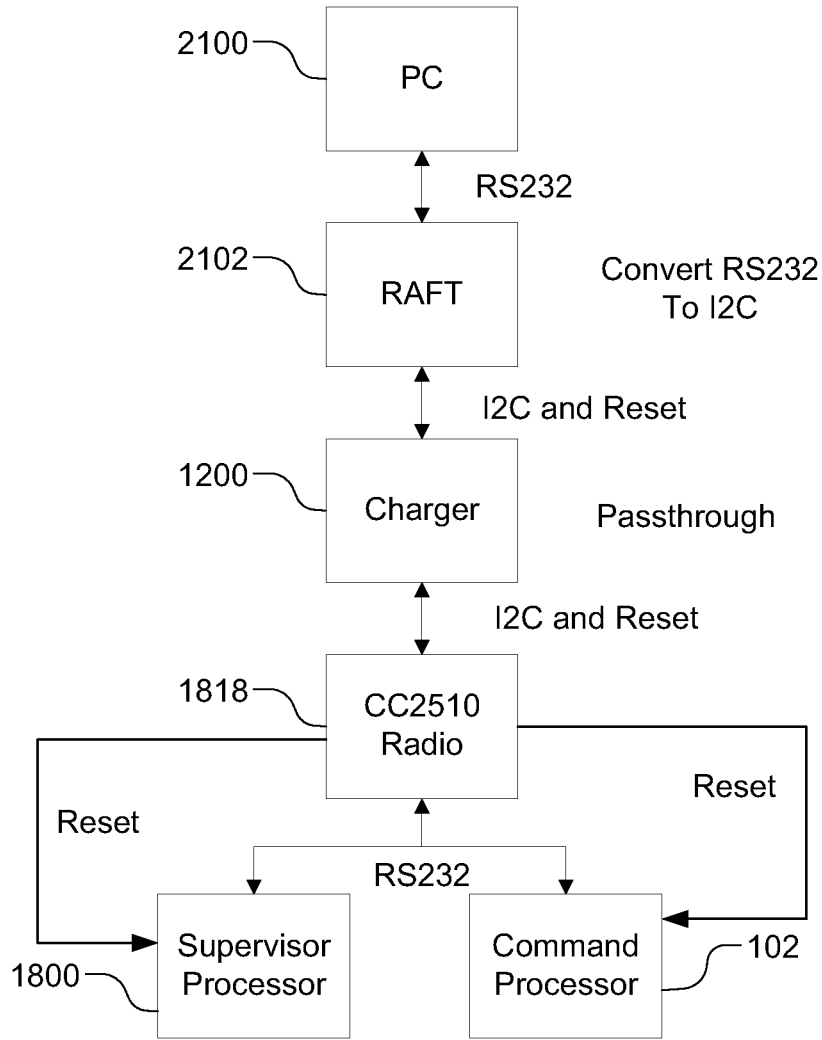 2100
PC
RS232
2102
RAFT
Convert RS232
To I2C
I2C and Reset
1200
Charger
Passthrough
I2C and Reset
1818
CC2510
Radio
Reset
Reset
RS232
Supervisor
Processor
Command
Processor
1800
102